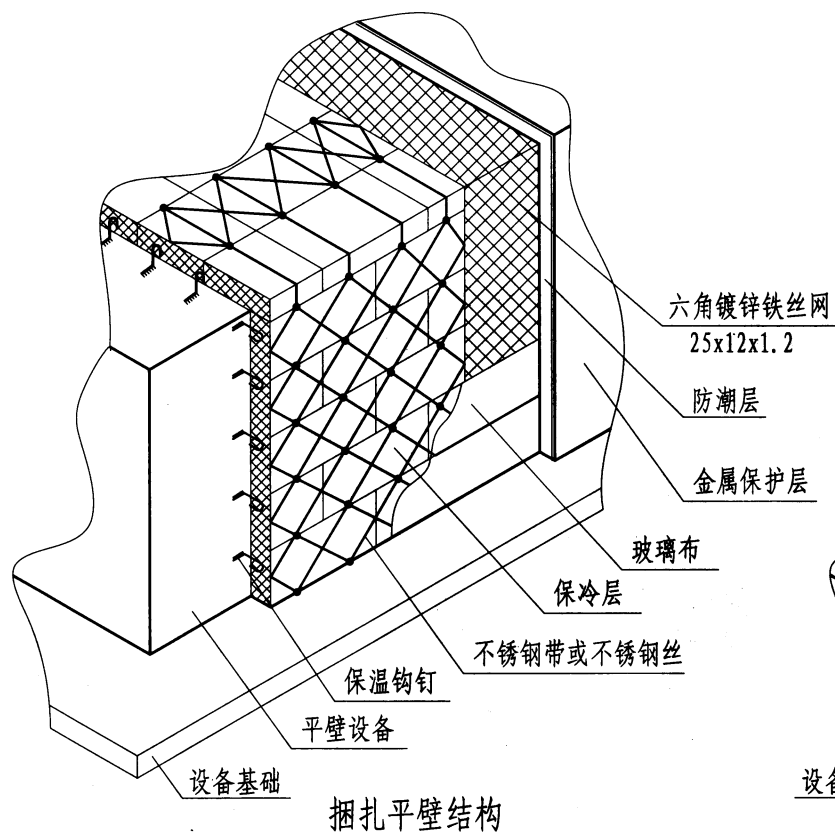 六角镀锌铁丝网
25x12x1.2
防潮层
金属保护层
玻璃布
保冷层
不锈钢带或不锈钢丝
保温钩钉
平壁设备
设备基础
设备
捆扎平壁结构